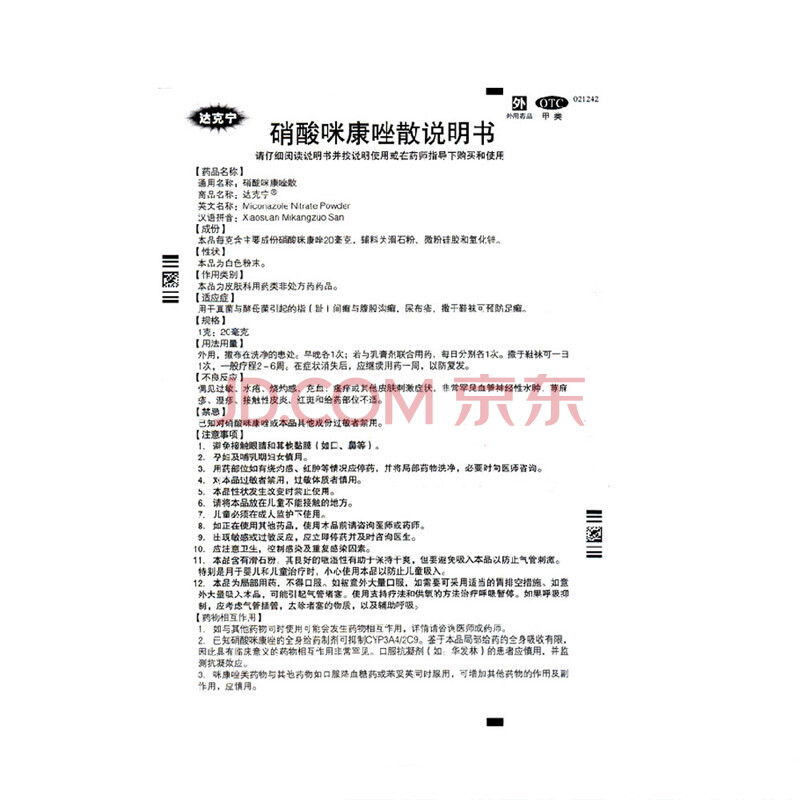 达克宁
外 OTC 021242
外用药品 甲类
硝酸咪康唑散说明书
请仔细阅读说明书并按说明使用或在药师指导下购买和使用
【药品名称】
通用名称：硝酸咪康唑散
商品名称：达克宁®
英文名称：Miconazole Nitrate Powder
汉语拼音：Xiaosuan Mikangzuo San
【成份】
本品每克含主要成份硝酸咪康唑20毫克，辅料为滑石粉、微粉硅胶和氧化锌。
【性状】
本品为白色粉末。
【作用类别】
本品为皮肤科用药类非处方药药品。
【适应症】
用于真菌与酵母菌引起的指（趾）间癣与腹股沟癣，尿布疹，撒于鞋袜可预防足癣。
【规格】
1克：20毫克
【用法用量】
外用，撒布在洗净的患处。早晚各1次；若与乳膏剂联合用药，每日分别各1次。撒于鞋袜可一日
1次，一般疗程2－6周。在症状消失后，应继续用药一周，以防复发。
【不良反应】
偶见过敏、水疱、烧灼感、充血、瘙痒或其他皮肤刺激症状，非常罕见血管神经性水肿、荨麻
疹、湿疹、接触性皮炎、红斑和给药部位不适。
【禁忌】
已知对硝酸咪康唑或本品其他成份过敏者禁用。
【注意事项】
1. 避免接触眼睛和其他黏膜（如口、鼻等）。
2. 孕妇及哺乳期妇女慎用。
3. 用药部位如有烧灼感、红肿等情况应停药，并将局部药物洗净，必要时向医师咨询。
4. 对本品过敏者禁用，过敏体质者慎用。
5. 本品性状发生改变时禁止使用。
6. 请将本品放在儿童不能接触的地方。
7. 儿童必须在成人监护下使用。
8. 如正在使用其他药品，使用本品前请咨询医师或药师。
9. 出现敏感或过敏反应，应立即停药并及时咨询医生。
10. 应注意卫生，控制感染及重复感染因素。
11. 本品含有滑石粉，其良好的吸湿性有助于保持干爽，但要避免吸入本品以防止气管刺激。
特别是用于婴儿和儿童治疗时，小心使用本品以防止儿童吸入。
12. 本品为局部用药，不得口服。如被意外大量口服，如需要可采用适当的胃排空措施。如意
外大量吸入本品，可能引起气管堵塞。使用支持疗法和供氧的方法治疗呼吸暂停。如果呼吸抑
制，应考虑气管插管，去除堵塞的物质，以及辅助呼吸。
【药物相互作用】
1. 如与其他药物同时使用可能会发生药物相互作用，详情请咨询医师或药师。
2. 已知硝酸咪康唑的全身给药制剂可抑制CYP3A4/2C9。鉴于本品局部给药的全身吸收有限，
因此具有临床意义的药物相互作用非常罕见。口服抗凝剂（如：华发林）的患者应慎用，并监
测抗凝效应。
3. 咪康唑类药物与其他药物如口服降血糖药或苯妥英同时服用，可增加其他药物的作用及副
作用，应慎用。
JD.COM 京东